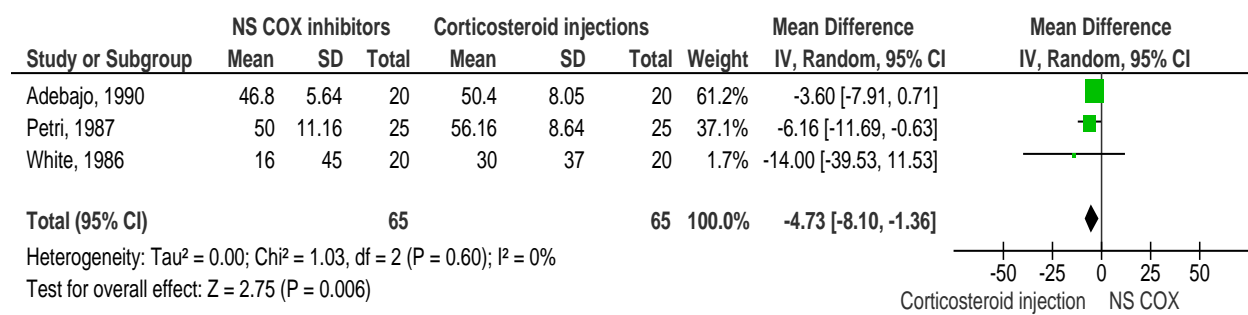 NS COX inhibitors Corticosteroid injections Mean Difference Mean Difference
Study or Subgroup Mean SD Total Mean SD Total Weight IV, Random, 95% CI IV, Random, 95% CI
Adebajo, 1990 46.8 5.64 20 50.4 8.05 20 61.2% -3.60 [-7.91, 0.71]
Petri, 1987 50 11.16 25 56.16 8.64 25 37.1% -6.16 [-11.69, -0.63]
White, 1986 16 45 20 30 37 20 1.7% -14.00 [-39.53, 11.53]
Total (95% CI) 65 65 100.0% -4.73 [-8.10, -1.36]
Heterogeneity: Tau² = 0.00; Chi² = 1.03, df = 2 (P = 0.60); I² = 0%
Test for overall effect: Z = 2.75 (P = 0.006)
-50 -25 0 25 50
Corticosteroid injection NS COX